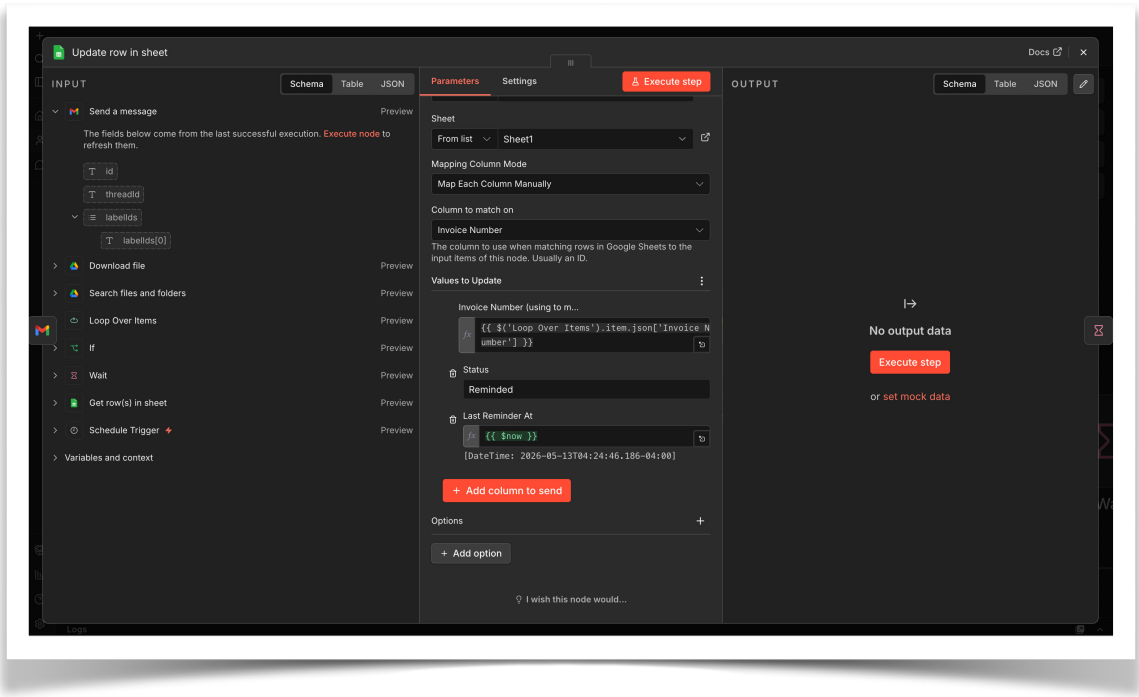 Update row in sheet
Docs
INPUT
Schema
Table
JSON
Send a message
Preview
The fields below come from the last successful execution. Execute node to
refresh them.
T id
T threadId
labelIds
T labelIds[0]
Download file
Preview
Search files and folders
Preview
Loop Over Items
Preview
If
Preview
Wait
Preview
Get row(s) in sheet
Preview
Schedule Trigger
Preview
Variables and context
Parameters
Settings
Execute step
Sheet
From list
Sheet1
Mapping Column Mode
Map Each Column Manually
Column to match on
Invoice Number
The column to use when matching rows in Google Sheets to the
input items of this node. Usually an ID.
Values to Update
Invoice Number (using to m...
fx
{{ $('Loop Over Items').item.json['Invoice N
umber'] }}
Status
Reminded
Last Reminder At
fx
{{ $now }}
[DateTime: 2026-05-13T04:24:46.186-04:00]
+ Add column to send
Options
+ Add option
I wish this node would...
OUTPUT
Schema
Table
JSON
No output data
Execute step
or set mock data
Wa
Logs